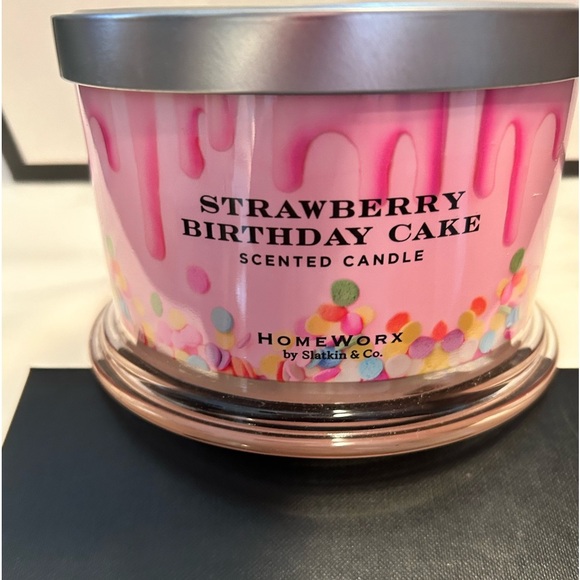 STRAWBERRY
BIRTHDAY CAKE
SCENTED CANDLE
HOMEWORX
by Slatkin & Co.